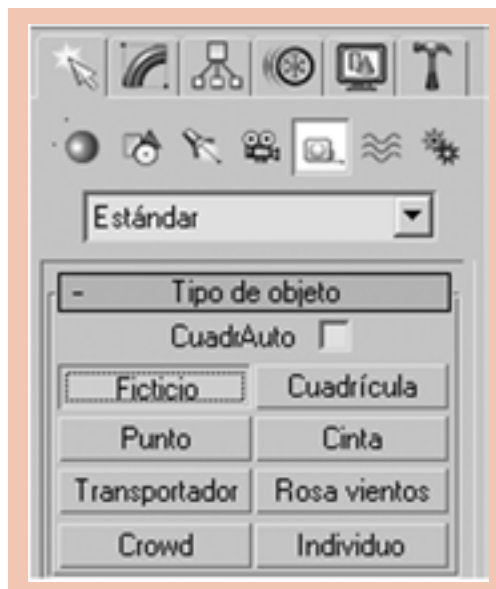 Estándar
- Tipo de objeto
CuadrAuto
Ficticio Cuadrícula
Punto Cinta
Transportador Rosa vientos
Crowd Individuo